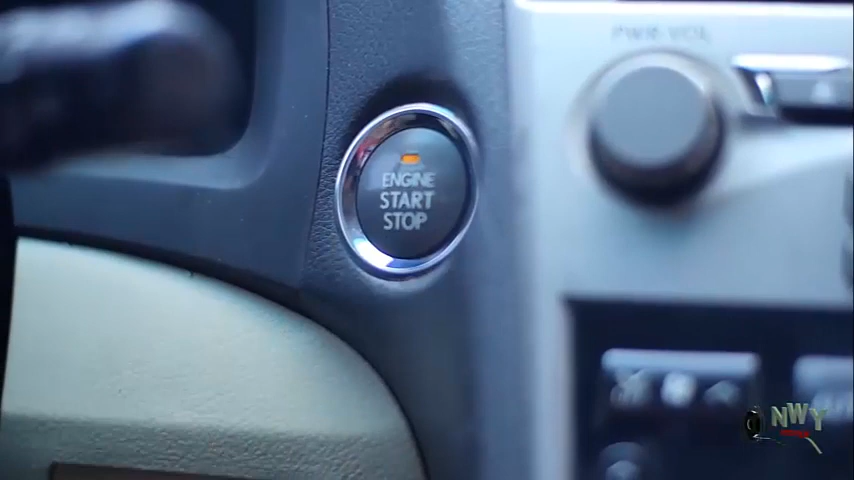 PWR·VOL
ENGINE
START
STOP
NWY